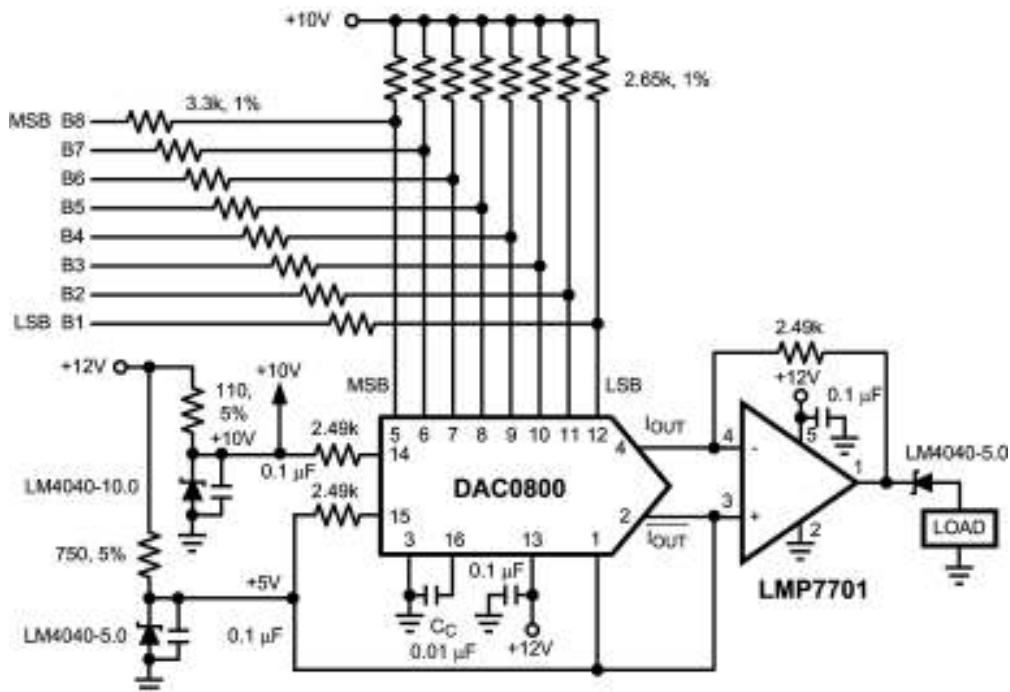 +10V
2.65k, 1%
3.3k, 1%
MSB B8
B7
B6
B5
B4
B3
B2
LSB B1
2.49k
+12V
+10V
MSB
LSB
+12V
0.1 µF
110,
5%
+10V
2.49k
5 6 7 8 9 10 11 12
IOUT
4
4
-
5
1
LM4040-5.0
0.1 µF
14
LM4040-10.0
2.49k
DAC0800
15
2
IOUT
3
+
2
LOAD
750, 5%
3 16 13 1
0.1 µF
LMP7701
+5V
LM4040-5.0
0.1 µF
CC
0.01 µF
+12V